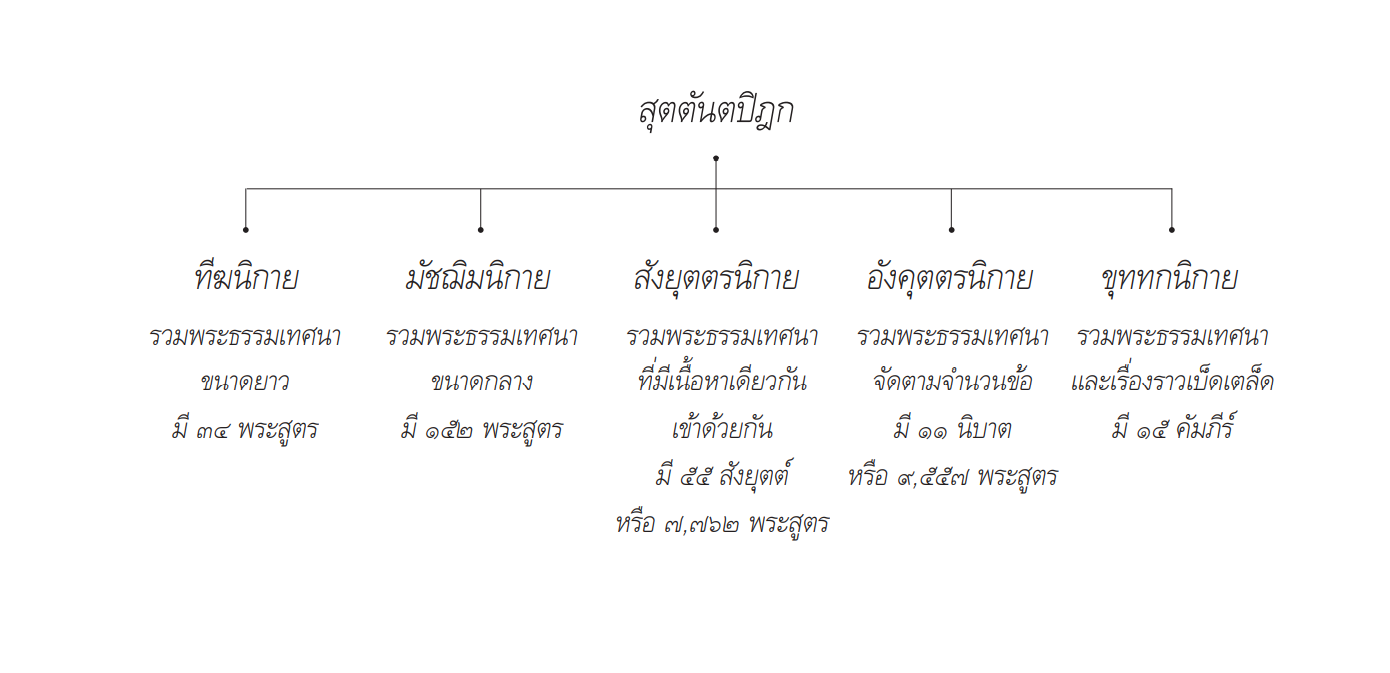 สุตตันตปิฎก
ทีฆนิกาย
รวมพระธรรมเทศนา
ขนาดยาว
มี ๓๔ พระสูตร
มัชฌิมนิกาย
รวมพระธรรมเทศนา
ขนาดกลาง
มี ๑๕๒ พระสูตร
สังยุตตรนิกาย
รวมพระธรรมเทศนา
ที่มีเนื้อหาเดียวกัน
เข้าด้วยกัน
มี ๕๕ สังยุตต์
หรือ ๗,๗๖๒ พระสูตร
อังคุตตรนิกาย
รวมพระธรรมเทศนา
จัดตามจำนวนข้อ
มี ๑๑ นิบาต
หรือ ๙,๕๕๗ พระสูตร
ขุททกนิกาย
รวมพระธรรมเทศนา
และเรื่องราวเบ็ดเตล็ด
มี ๑๕ คัมภีร์